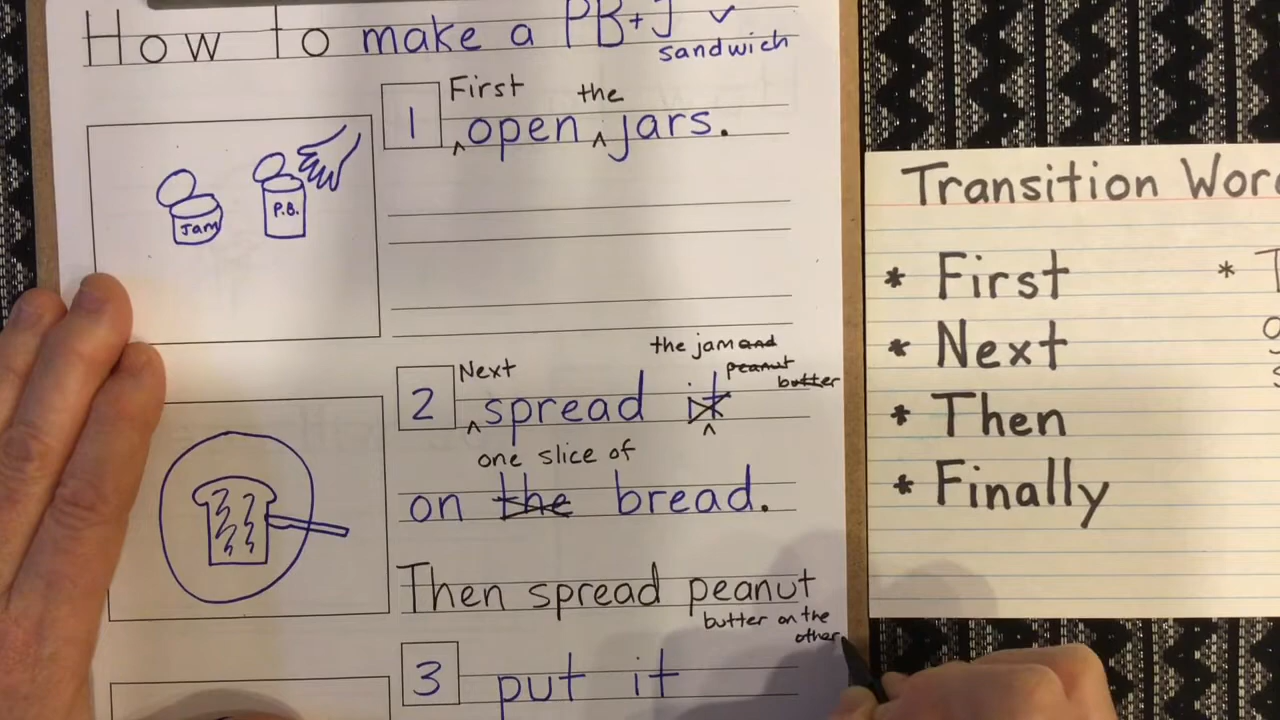 How to make a PB+J
sandwich
First the
1 open jars.
Jam P.B.
the jam and
Next peanut
butter
2 spread it
one slice of
on the bread.
Then spread peanut
butter on the
other
3 put it
Transition
* First *
* Next
* Then
* Finally